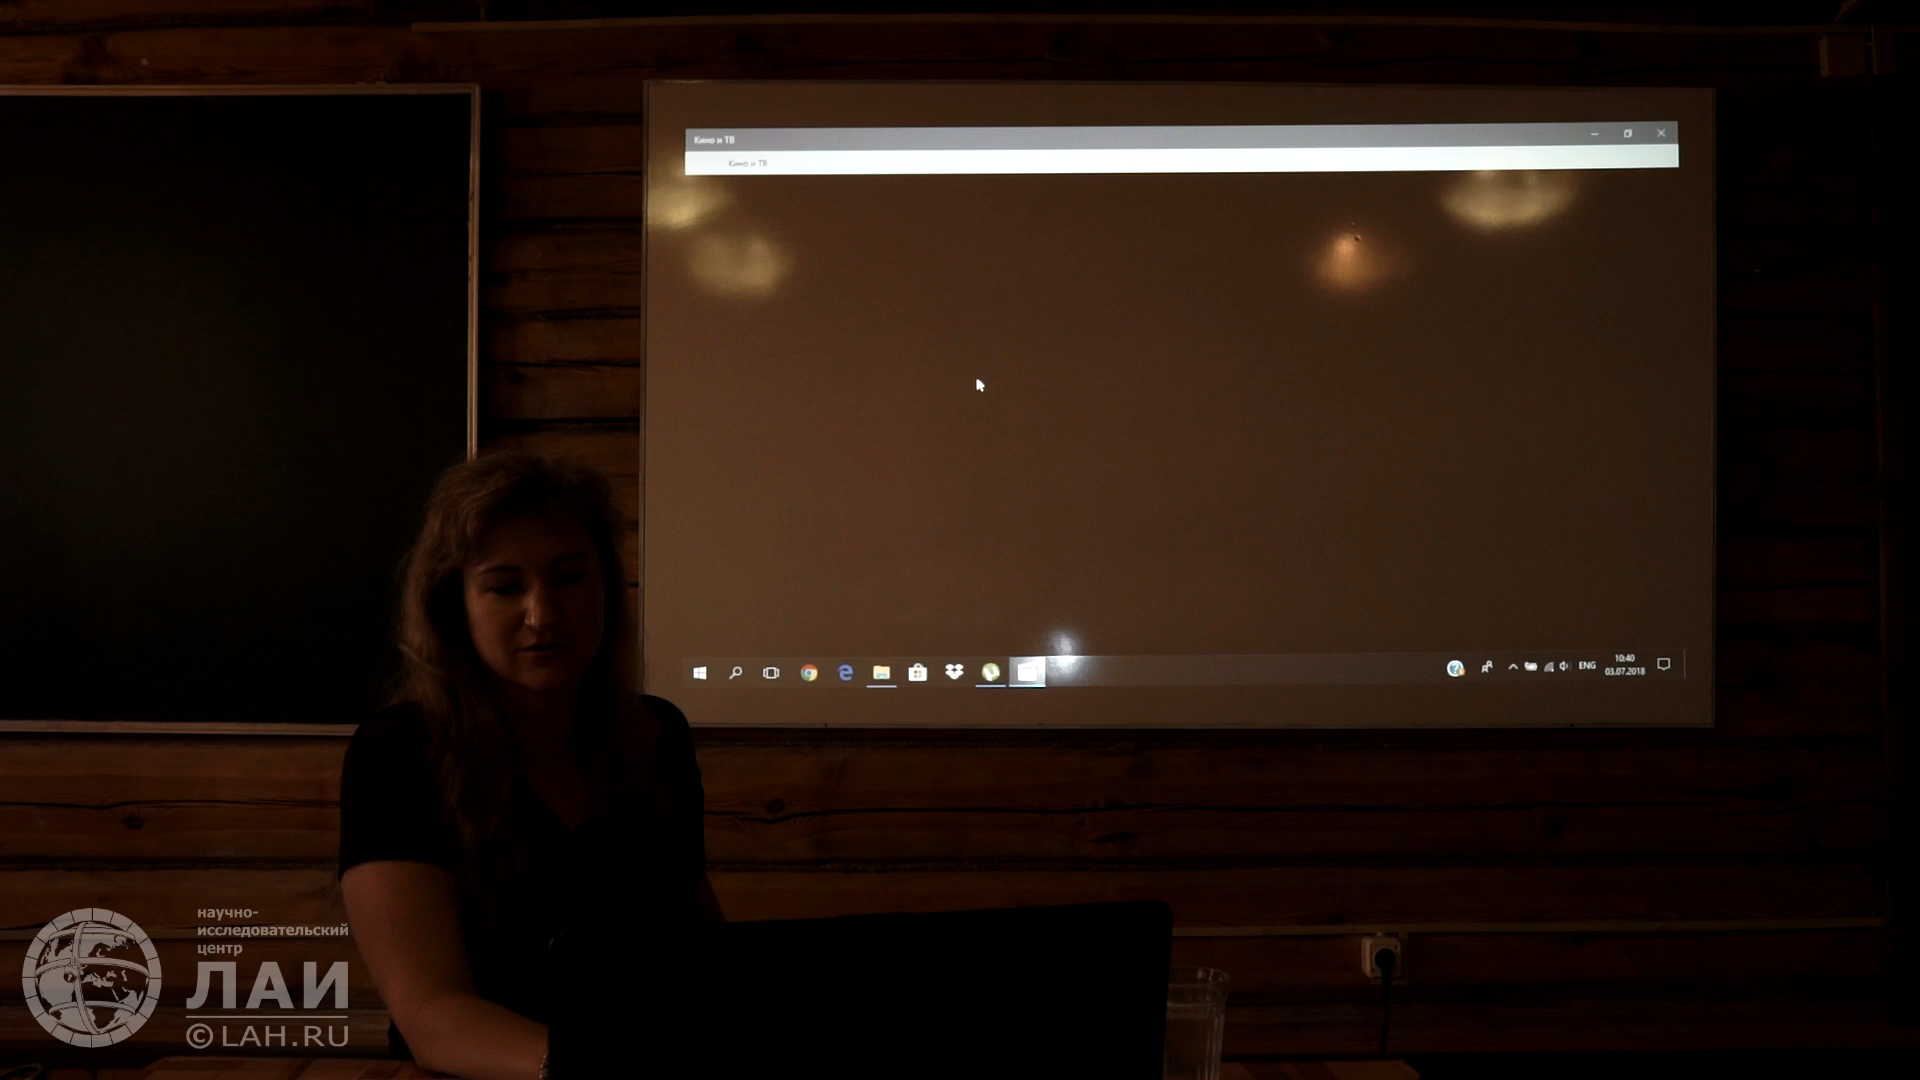 Кино и ТВ
Кино и ТВ
ENG
10:40
03.07.2018
научно-
исследовательский
центр
ЛАИ
©LAH.RU